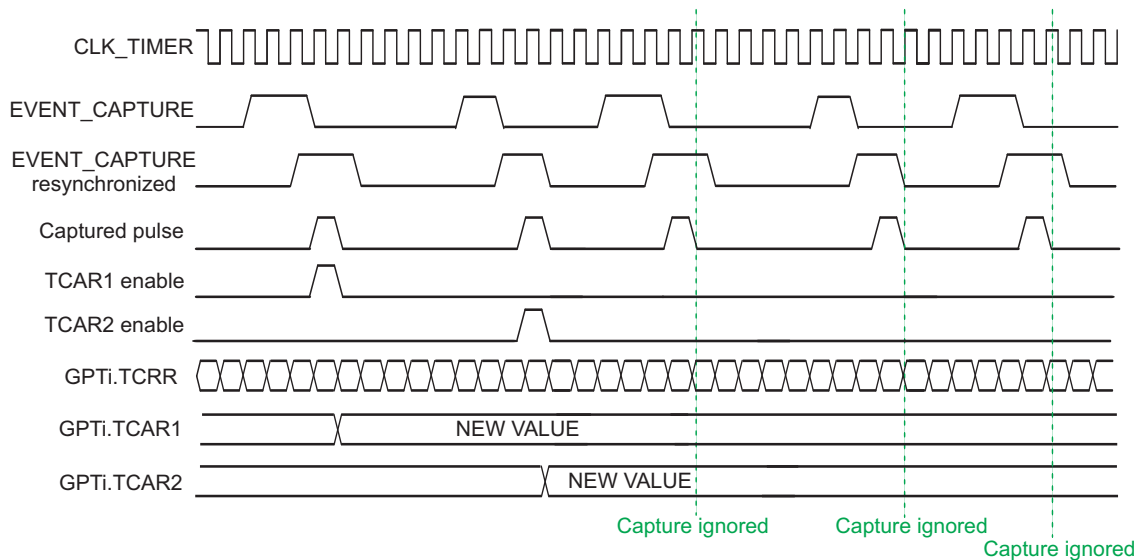 CLK_TIMER
EVENT_CAPTURE
EVENT_CAPTURE
resynchronized
Captured pulse
TCAR1 enable
TCAR2 enable
GPTi.TCRR
GPTi.TCAR1
NEW VALUE
GPTi.TCAR2
NEW VALUE
Capture ignored
Capture ignored
Capture ignored